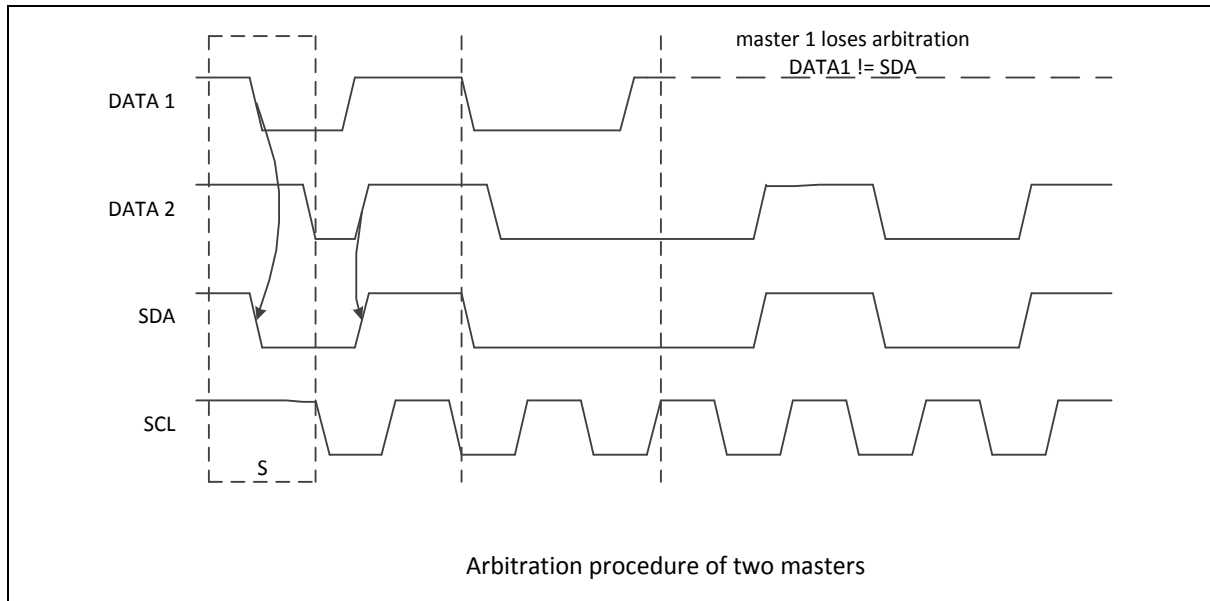 master 1 loses arbitration
DATA1 != SDA
DATA 1
DATA 2
SDA
SCL
S
Arbitration procedure of two masters